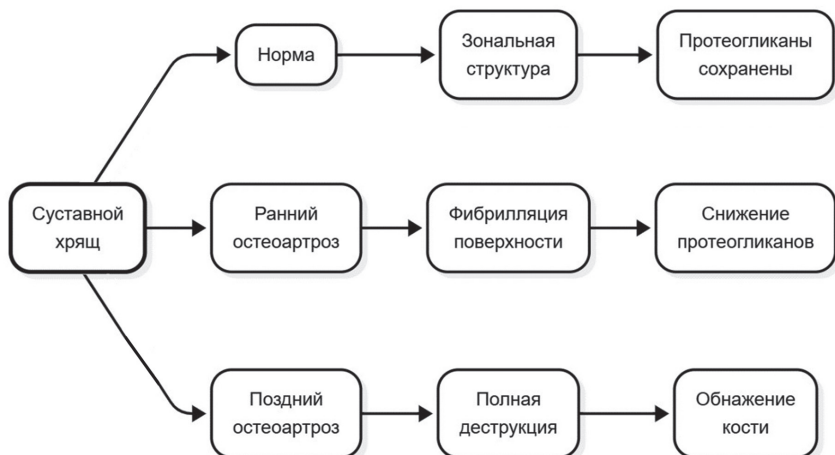 Норма
Зональная
структура
Протеогликаны
сохранены
Суставной
хрящ
Ранний
остеоартроз
Фибрилляция
поверхности
Снижение
протеогликанов
Поздний
остеоартроз
Полная
деструкция
Обнажение
кости